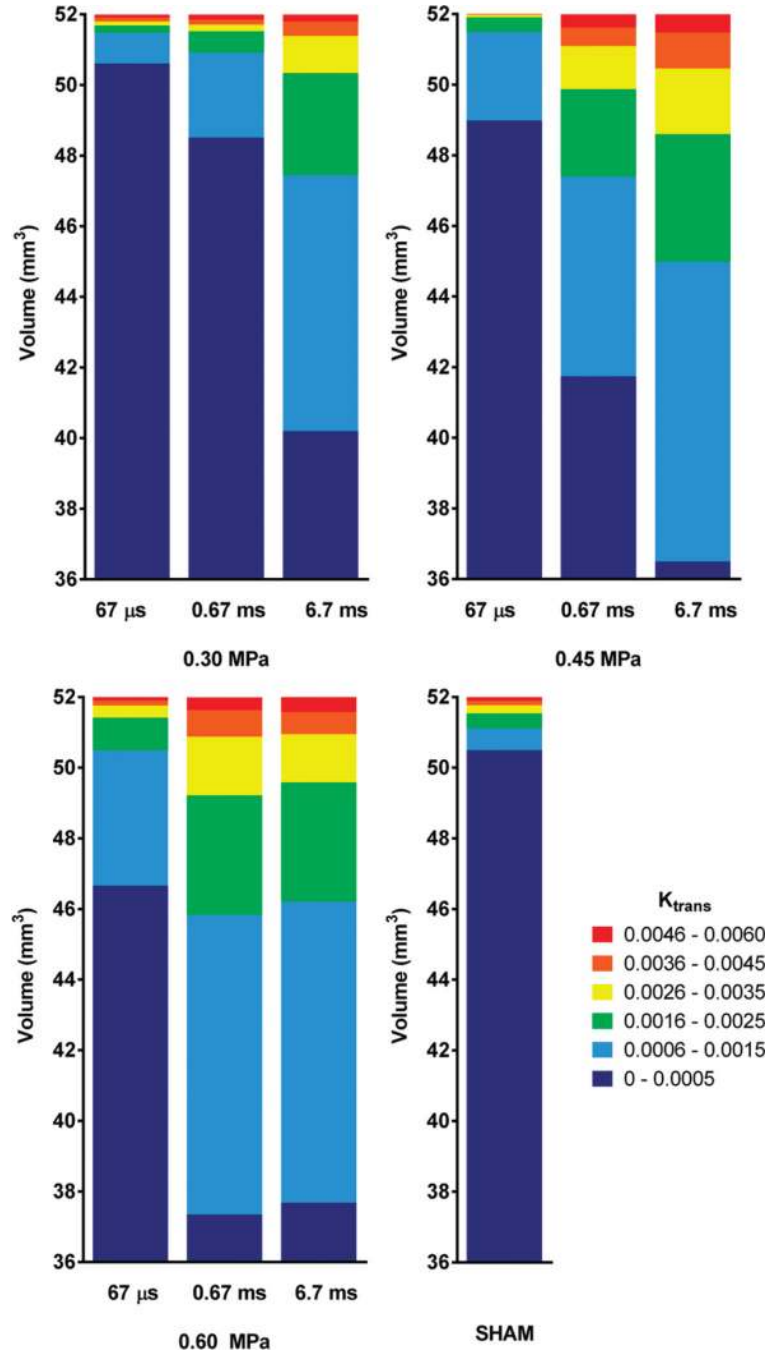 52
50
48
46
44
42
40
38
36
Volume (mm³)
67 μs 0.67 ms 6.7 ms
0.30 MPa
52
50
48
46
44
42
40
38
36
Volume (mm³)
67 μs 0.67 ms 6.7 ms
0.45 MPa
52
50
48
46
44
42
40
38
36
Volume (mm³)
67 μs 0.67 ms 6.7 ms
0.60 MPa
52
50
48
46
44
42
40
38
36
Volume (mm³)
SHAM
Ktrans
0.0046 - 0.0060
0.0036 - 0.0045
0.0026 - 0.0035
0.0016 - 0.0025
0.0006 - 0.0015
0 - 0.0005